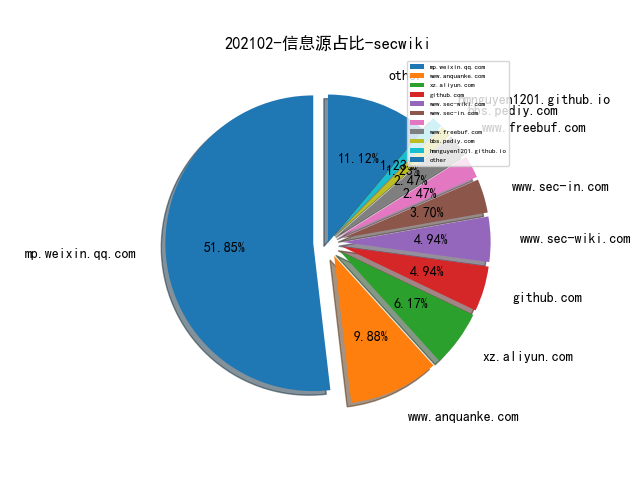 202102-信息源占比-secwiki
other
mp.weixin.qq.com
www.anquanke.com
xz.aliyun.com
github.com
www.sec-wiki.com
www.sec-in.com
www.freebuf.com
bbs.pediy.com
hmnguyen1201.github.io
other
hmnguyen1201.github.io
bbs.pediy.com
www.freebuf.com
www.sec-in.com
www.sec-wiki.com
github.com
xz.aliyun.com
www.anquanke.com
mp.weixin.qq.com
11.12%
1.23%
1.23%
2.47%
2.47%
3.70%
4.94%
4.94%
6.17%
9.88%
51.85%